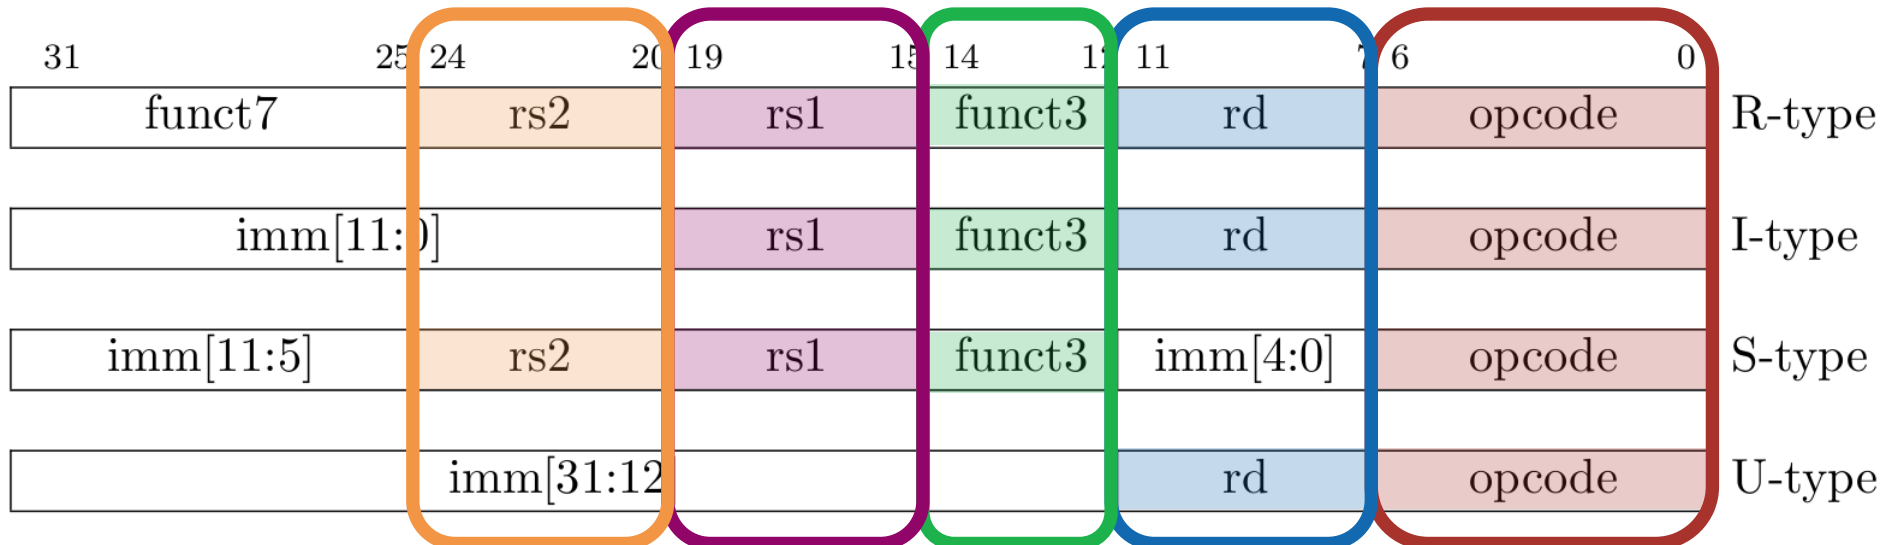 31 25 24 20 19 15 14 12 11 7 6 0
funct7 rs2 rs1 funct3 rd opcode R-type
imm[11:0] rs1 funct3 rd opcode I-type
imm[11:5] rs2 rs1 funct3 imm[4:0] opcode S-type
imm[31:12 rd opcode U-type